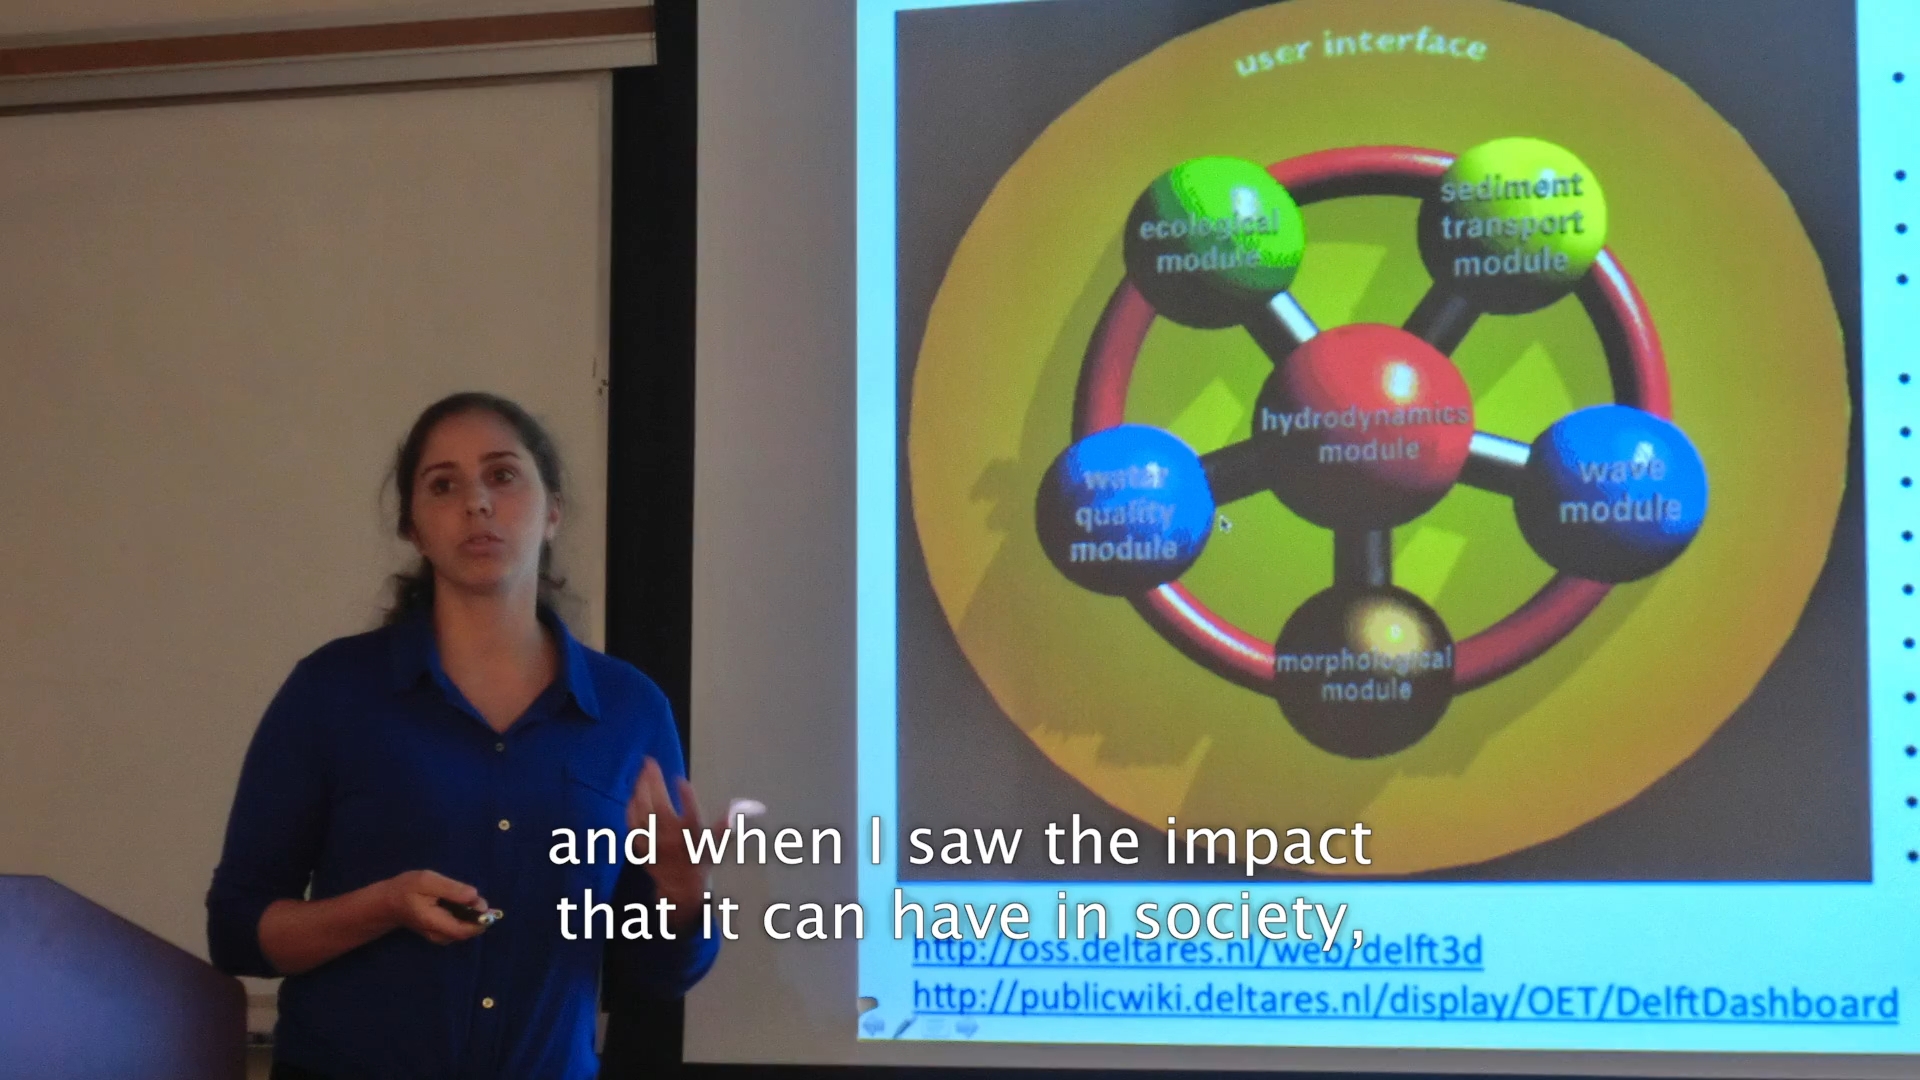 user interface
ecological
module
sediment
transport
module
hydrodynamics
module
water
quality
module
wave
module
morphological
module
and when I saw the impact
that it can have in society,
http://oss.deltares.nl/web/delft3d
http://publicwiki.deltares.nl/display/OET/DelftDashboard